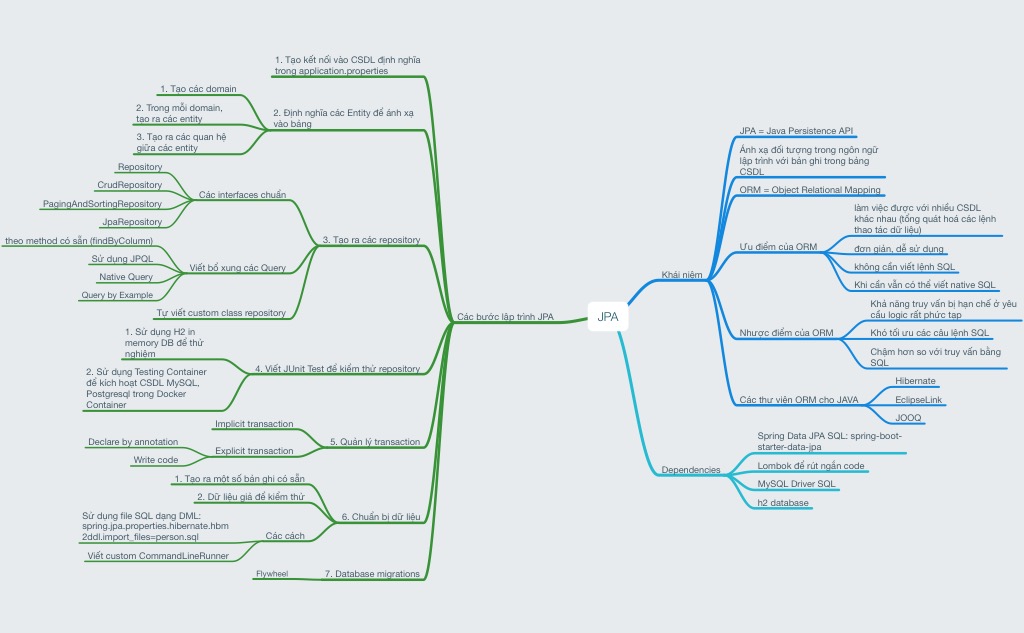 JPA
Khái niệm
JPA = Java Persistence API
Ánh xạ đối tượng trong ngôn ngữ
lập trình với bản ghi trong bảng
CSDL
ORM = Object Relational Mapping
Ưu điểm của ORM
làm việc được với nhiều CSDL
khác nhau (tổng quát hoá các lệnh
thao tác dữ liệu)
đơn giản, dễ sử dụng
không cần viết lệnh SQL
Khi cần vẫn có thể viết native SQL
Nhược điểm của ORM
Khả năng truy vấn bị hạn chế ở yêu
cầu logic rất phức tạp
Khó tối ưu các câu lệnh SQL
Chậm hơn so với truy vấn bằng
SQL
Các thư viện ORM cho JAVA
Hibernate
EclipseLink
JOOQ
Dependencies
Spring Data JPA SQL: spring-boot-
starter-data-jpa
Lombok để rút ngắn code
MySQL Driver SQL
h2 database
Các bước lập trình JPA
1. Tạo kết nối vào CSDL định nghĩa
trong application.properties
2. Định nghĩa các Entity để ánh xạ
vào bảng
1. Tạo các domain
2. Trong mỗi domain,
tạo ra các entity
3. Tạo ra các quan hệ
giữa các entity
3. Tạo ra các repository
Các interfaces chuẩn
Repository
CrudRepository
PagingAndSortingRepository
JpaRepository
Viết bổ xung các Query
theo method có sẵn (findByColumn)
Sử dụng JPQL
Native Query
Query by Example
Tự viết custom class repository
4. Viết JUnit Test để kiểm thử repository
1. Sử dụng H2 in
memory DB để thử
nghiệm
2. Sử dụng Testing Container
để kích hoạt CSDL MySQL,
Postgresql trong Docker
Container
5. Quản lý transaction
Implicit transaction
Explicit transaction
Declare by annotation
Write code
6. Chuẩn bị dữ liệu
1. Tạo ra một số bản ghi có sẵn
2. Dữ liệu giả để kiểm thử
Các cách
Sử dụng file SQL dạng DML:
spring.jpa.properties.hibernate.hbm
2ddl.import_files=person.sql
Viết custom CommandLineRunner
7. Database migrations
Flywheel